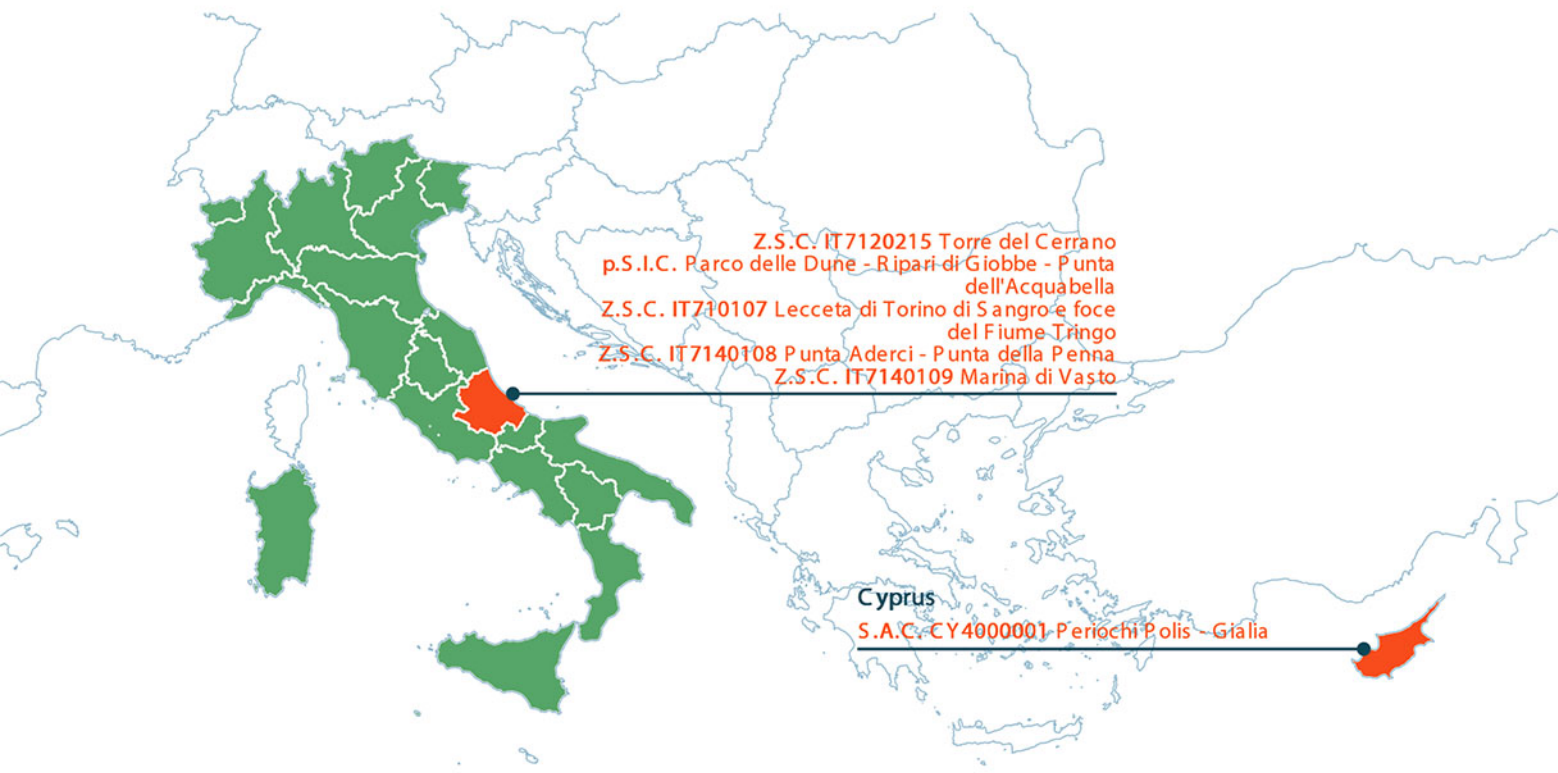 Z.S.C. IT7120215 Torre del Cerrano
p.S.I.C. Parco delle Dune - Ripari di Giobbe - Punta
dell'Acquabella
Z.S.C. IT710107 Lecceta di Torino di Sangro e foce
del Fiume Tringo
Z.S.C. IT7140108 Punta Aderci - Punta della Penna
Z.S.C. IT7140109 Marina di Vasto
Cyprus
S.A.C. CY4000001 Periochi Polis - Gialia